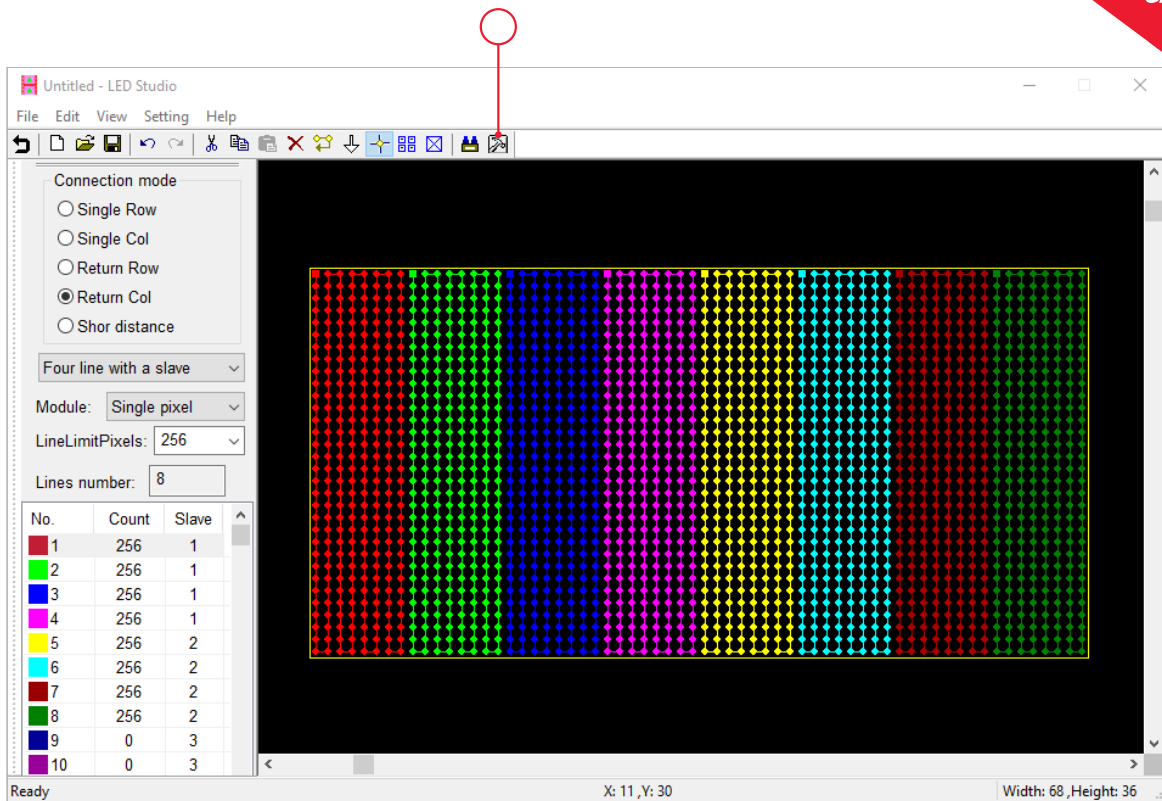 Untitled - LED Studio
File Edit View Setting Help
Connection mode
Single Row
Single Col
Return Row
Return Col
Shor distance
Four line with a slave
Module: Single pixel
LineLimitPixels: 256
Lines number: 8
No. Count Slave
1 256 1
2 256 1
3 256 1
4 256 1
5 256 2
6 256 2
7 256 2
8 256 2
9 0 3
10 0 3
Ready X: 11 ,Y: 30 Width: 68 ,Height: 36